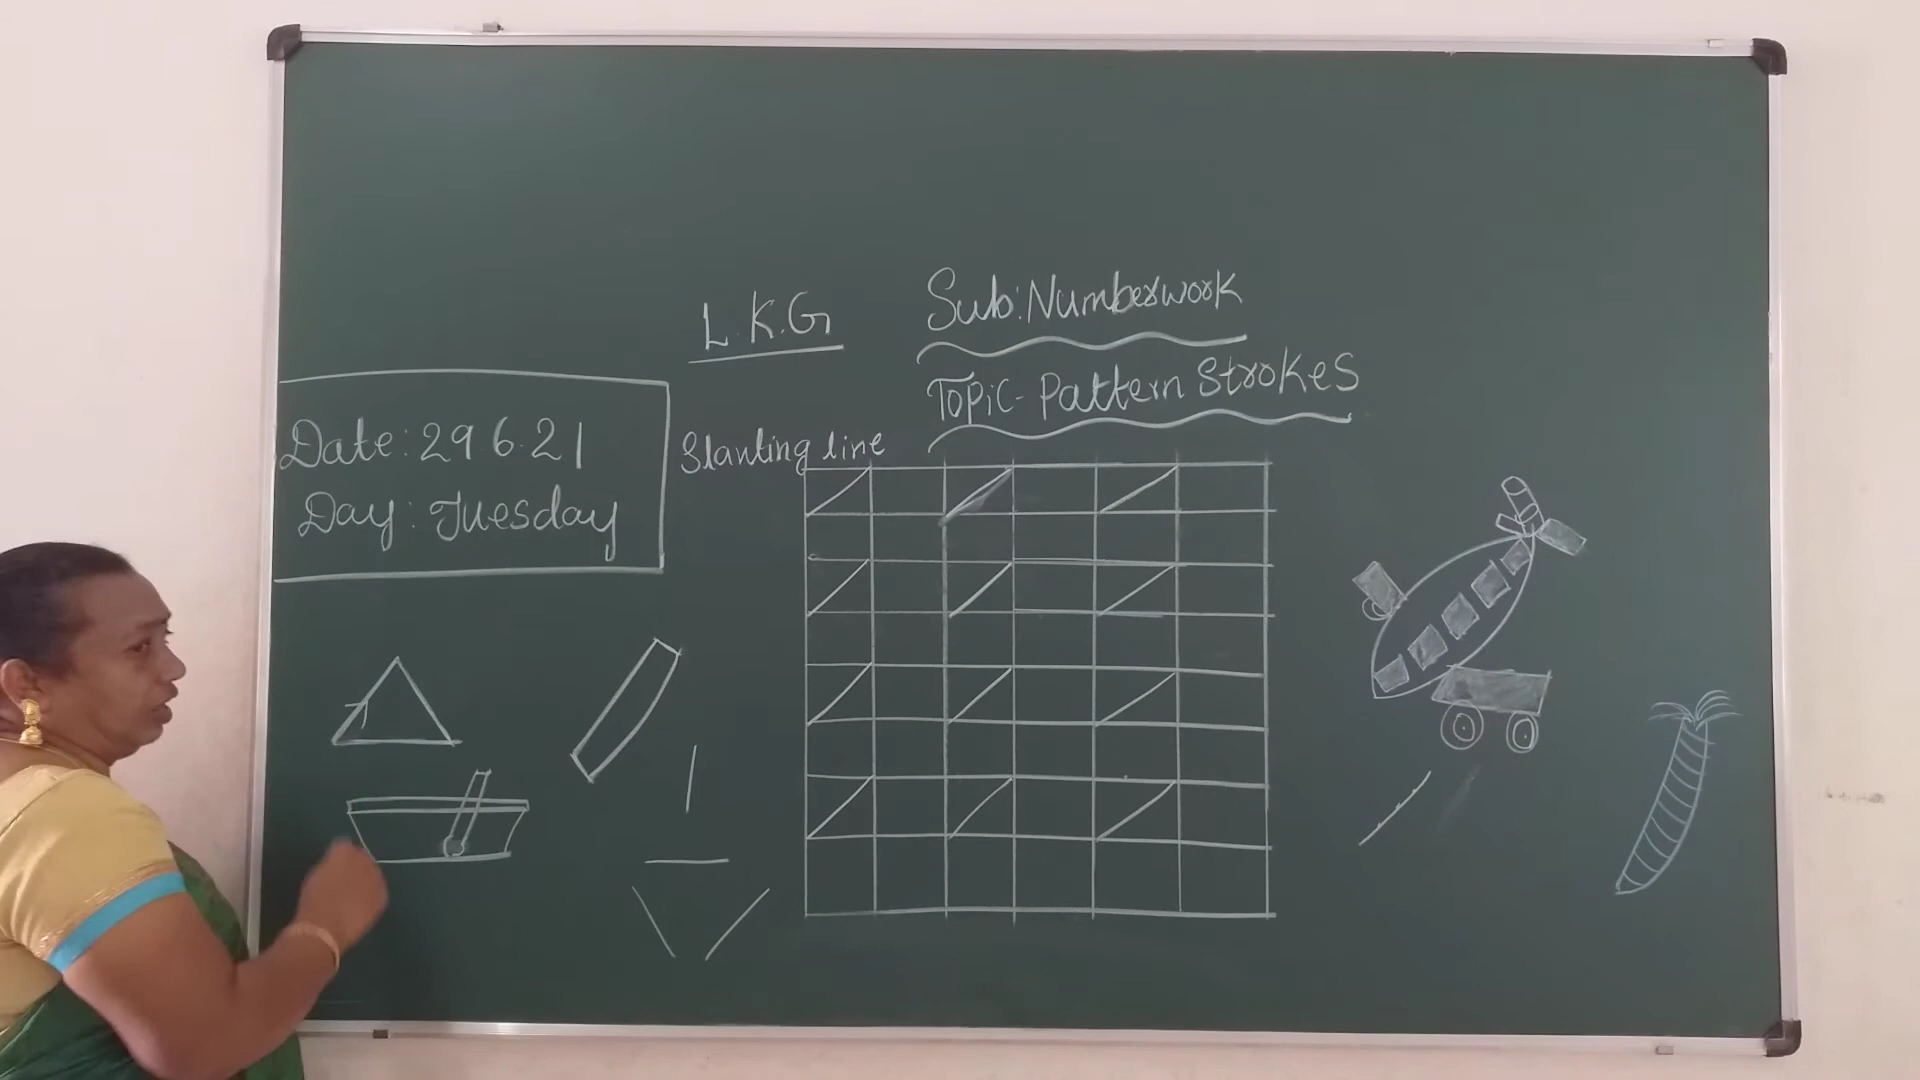 L.K.G
Sub:Numberwork
Topic-Pattern Strokes
Date:29.6.21
Day:Tuesday
Slanting line